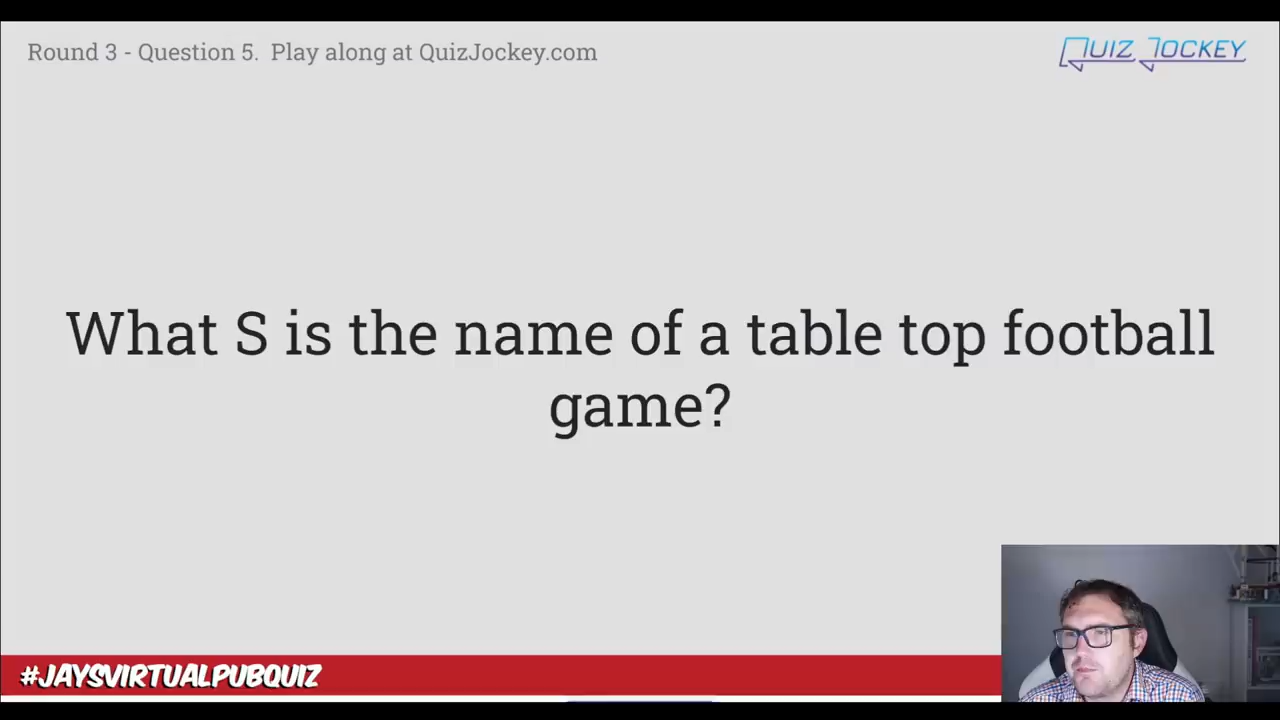 Round 3 - Question 5.  Play along at QuizJockey.com
QUIZ JOCKEY
What S is the name of a table top football
game?
#JAYSVIRTUALPUBQUIZ